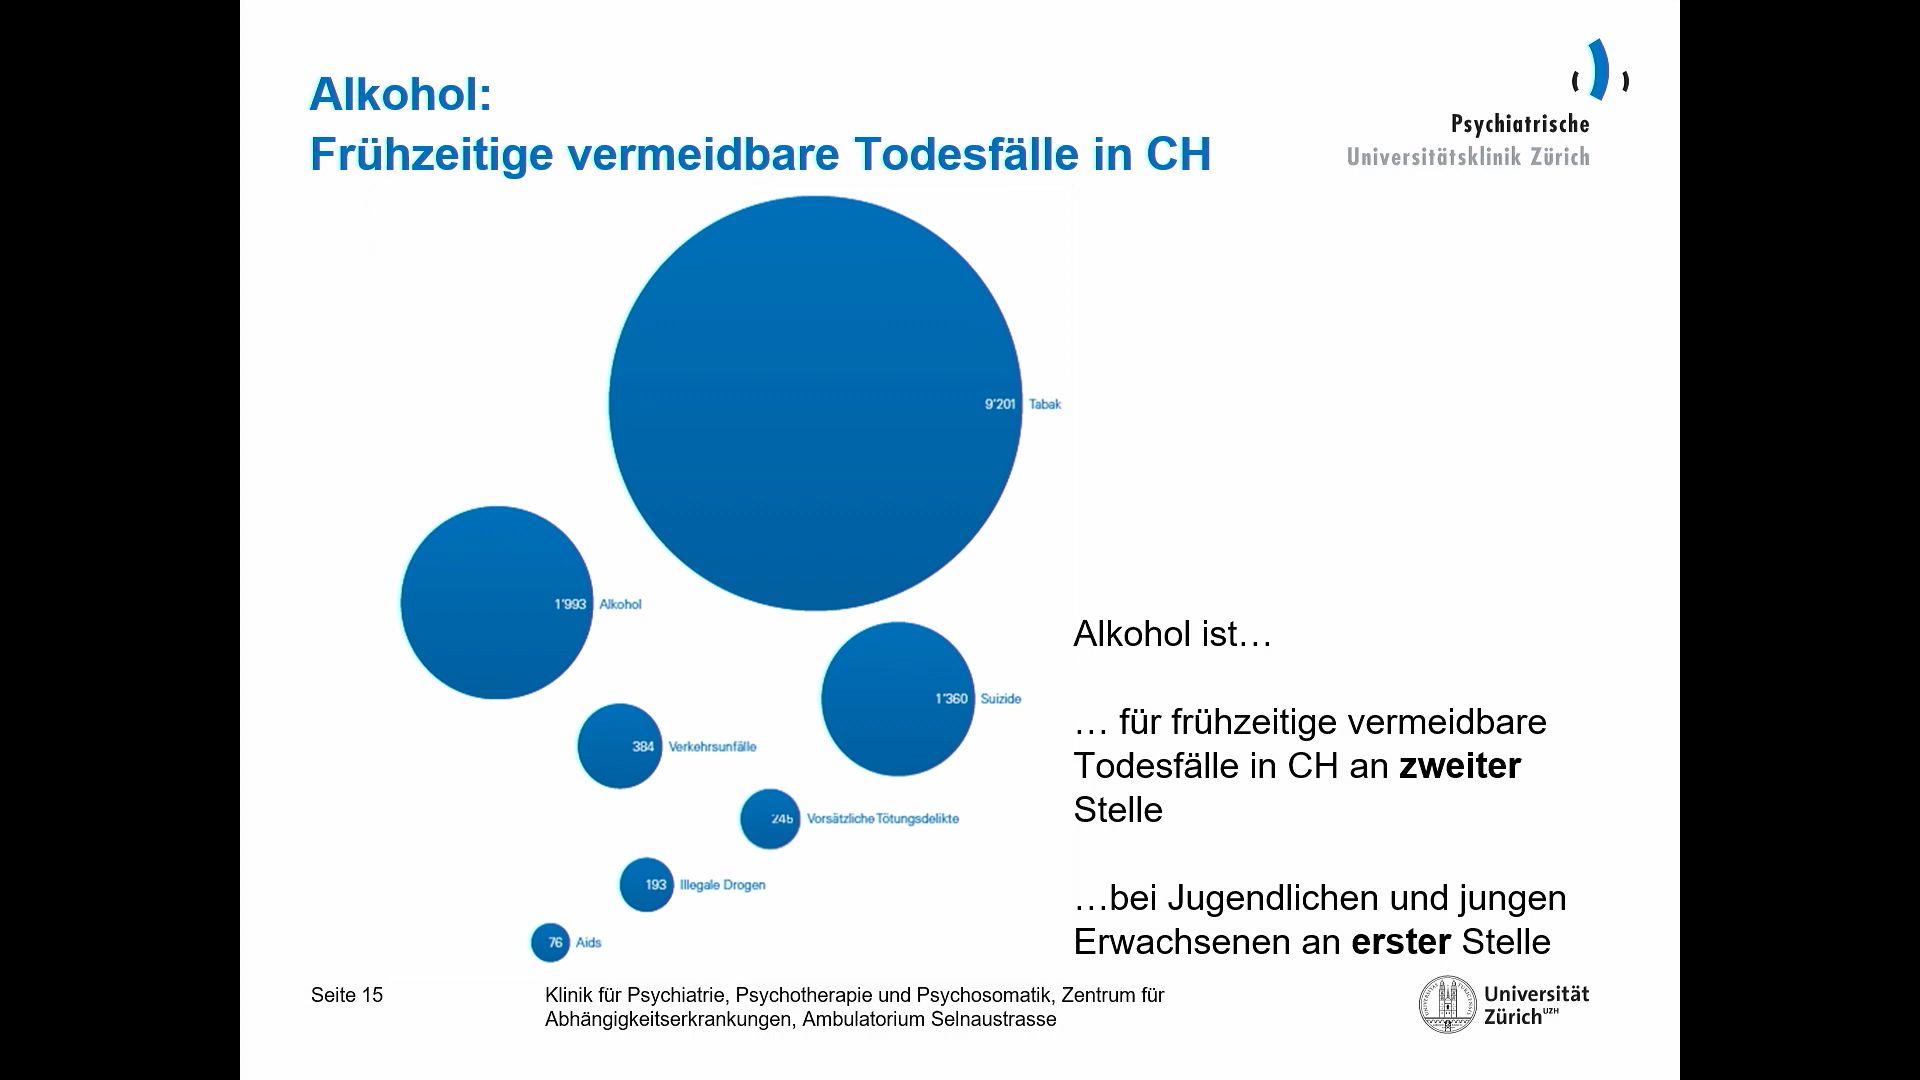 Alkohol:
Frühzeitige vermeidbare Todesfälle in CH
Psychiatrische
Universitätsklinik Zürich
9'201 Tabak
1'993 Alkohol
1'360 Suizide
384 Verkehrsunfälle
Vorsätzliche Tötungsdelikte
193 Illegale Drogen
76 Aids
Alkohol ist…
… für frühzeitige vermeidbare
Todesfälle in CH an zweiter
Stelle
…bei Jugendlichen und jungen
Erwachsenen an erster Stelle
Seite 15
Klinik für Psychiatrie, Psychotherapie und Psychosomatik, Zentrum für
Abhängigkeitserkrankungen, Ambulatorium Selnaustrasse
Universität
Zürich UZH